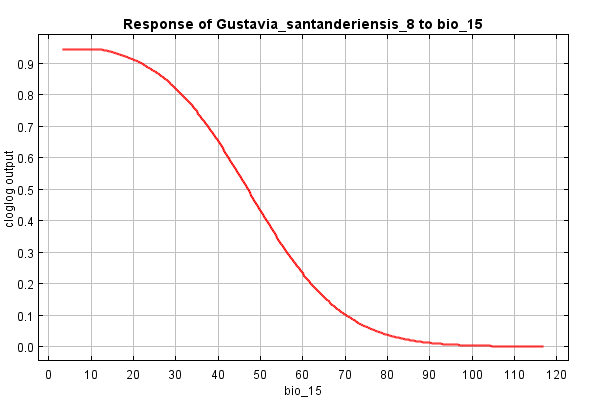 Response of Gustavia_santanderiensis_8 to bio_15
cloglog output
0.9
0.8
0.7
0.6
0.5
0.4
0.3
0.2
0.1
0.0
0 10 20 30 40 50 60 70 80 90 100 110 120
bio_15